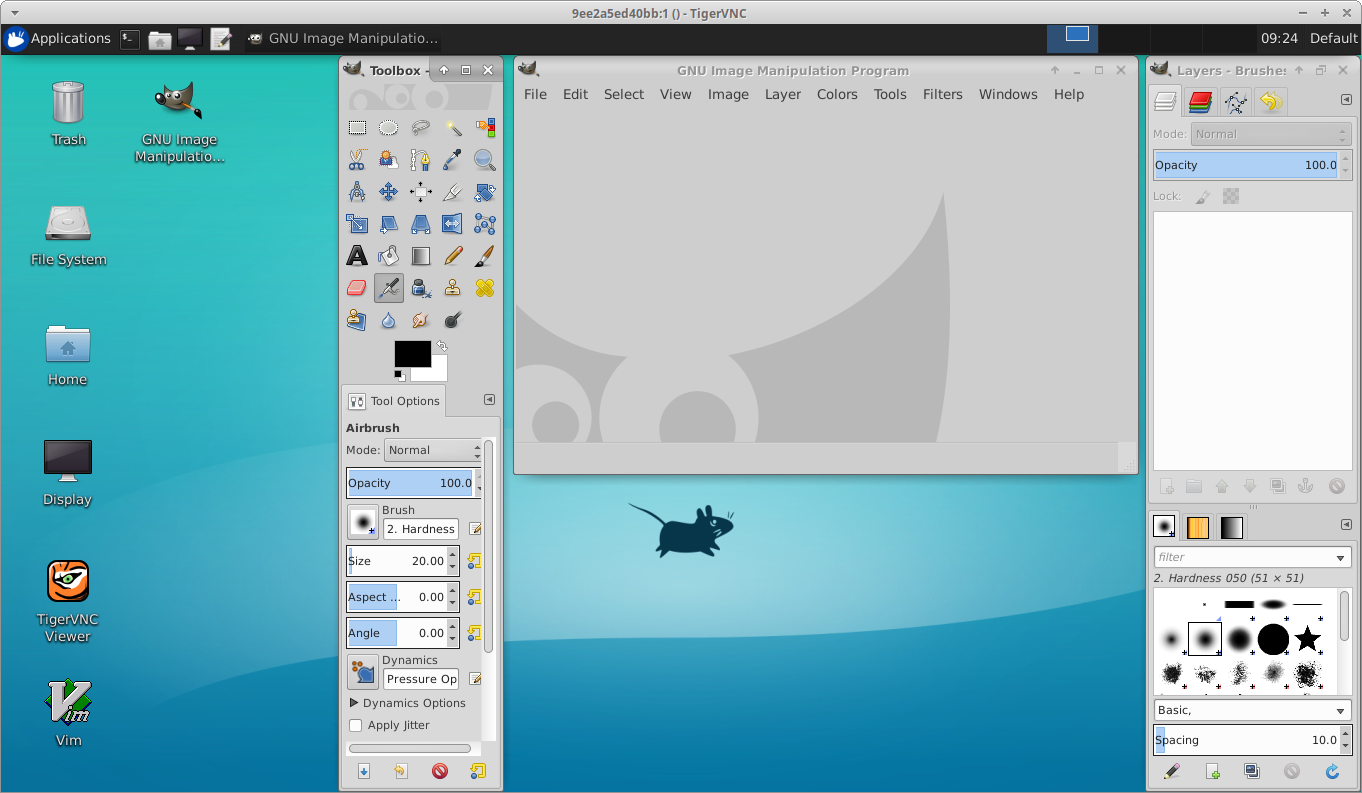 9ee2a5ed40bb:1 () - TigerVNC
Applications
GNU Image Manipulatio...
09:24
Default
Trash
GNU Image
Manipulatio...
File System
Home
Display
TigerVNC
Viewer
Vim
Toolbox -
Tool Options
Airbrush
Mode: Normal
Opacity 100.0
Brush
2. Hardness
Size 20.00
Aspect ... 0.00
Angle 0.00
Dynamics
Pressure Op
Dynamics Options
Apply Jitter
GNU Image Manipulation Program
File Edit Select View Image Layer Colors Tools Filters Windows Help
Layers - Brushes
Mode: Normal
Opacity 100.0
Lock:
filter
2. Hardness 050 (51 × 51)
Basic,
Spacing 10.0